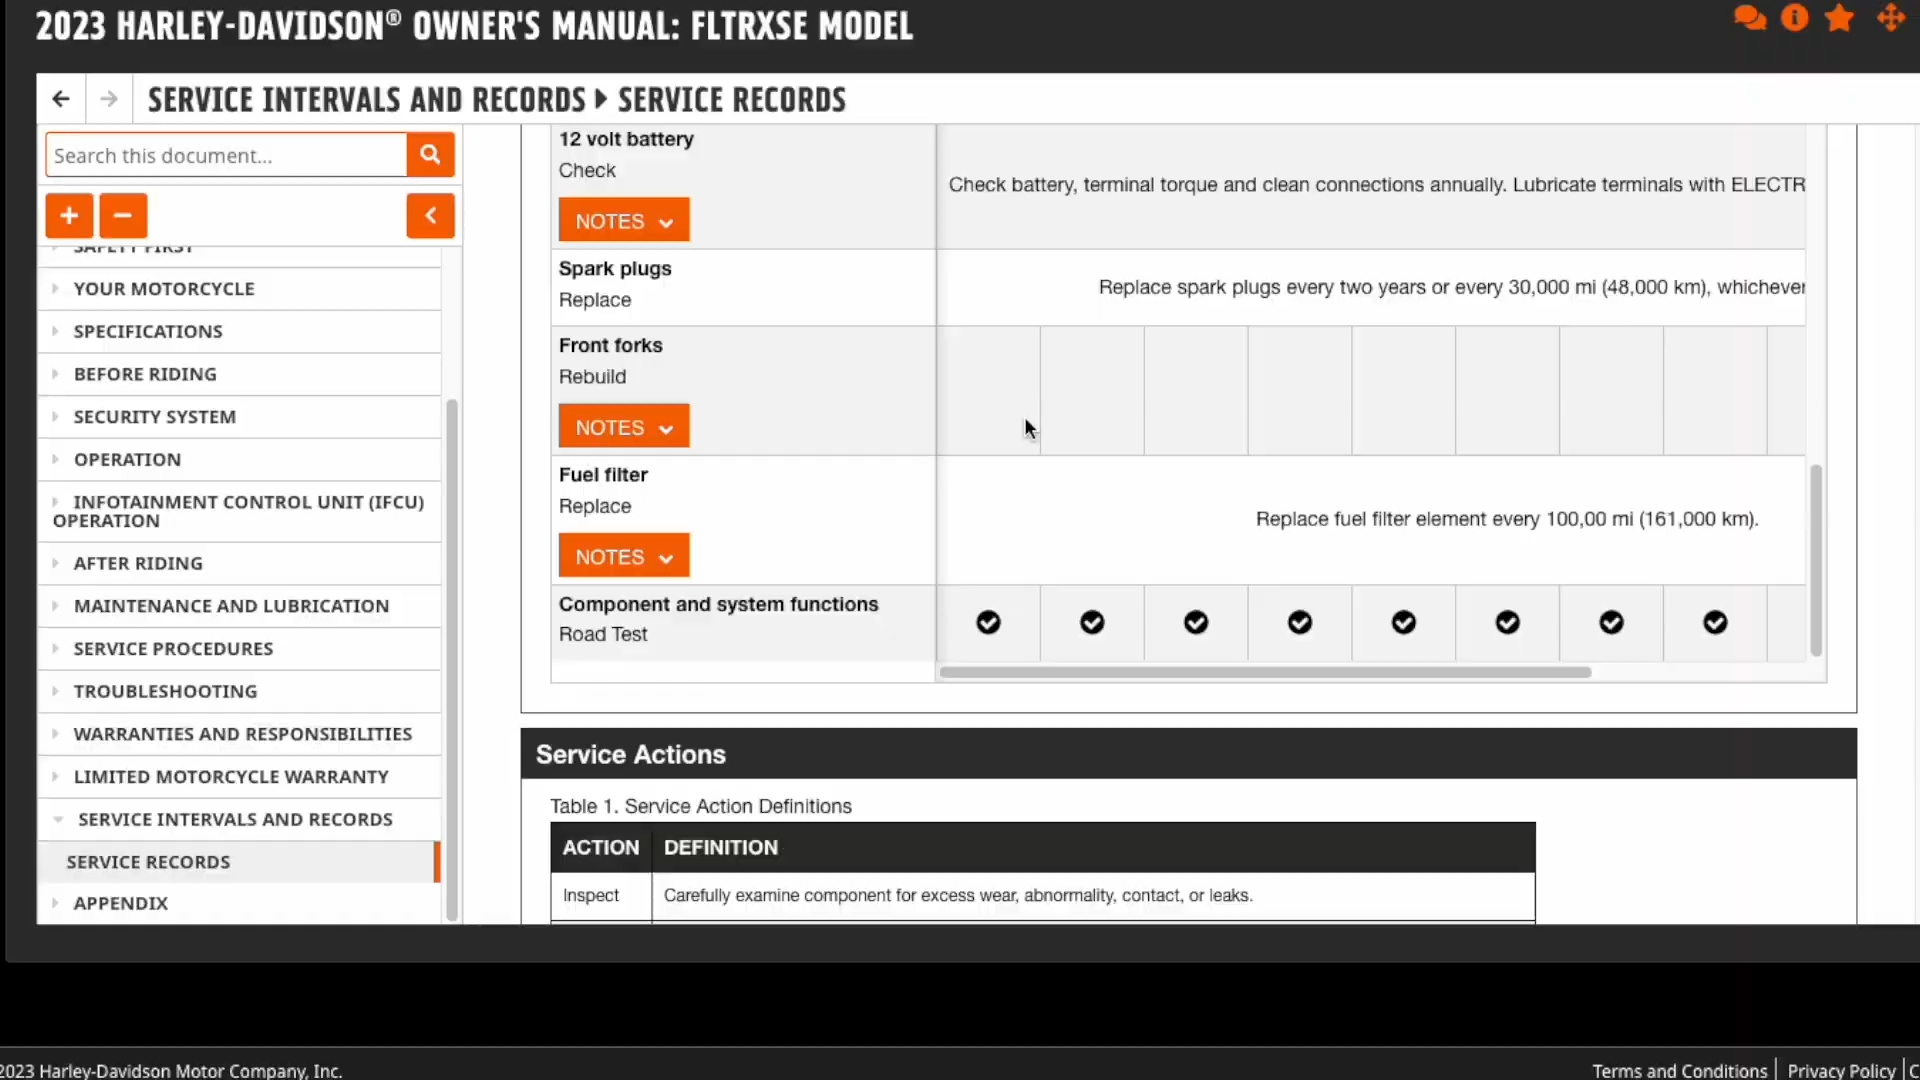 2023 HARLEY-DAVIDSON® OWNER'S MANUAL: FLTRXSE MODEL
SERVICE INTERVALS AND RECORDS SERVICE RECORDS
Search this document...
SAFETY FIRST
YOUR MOTORCYCLE
SPECIFICATIONS
BEFORE RIDING
SECURITY SYSTEM
OPERATION
INFOTAINMENT CONTROL UNIT (IFCU)
OPERATION
AFTER RIDING
MAINTENANCE AND LUBRICATION
SERVICE PROCEDURES
TROUBLESHOOTING
WARRANTIES AND RESPONSIBILITIES
LIMITED MOTORCYCLE WARRANTY
SERVICE INTERVALS AND RECORDS
SERVICE RECORDS
APPENDIX
12 volt battery
Check
NOTES
Check battery, terminal torque and clean connections annually. Lubricate terminals with ELECTR
Spark plugs
Replace
Replace spark plugs every two years or every 30,000 mi (48,000 km), whichever
Front forks
Rebuild
NOTES
Fuel filter
Replace
NOTES
Replace fuel filter element every 100,00 mi (161,000 km).
Component and system functions
Road Test
Service Actions
Table 1. Service Action Definitions
ACTION DEFINITION
Inspect Carefully examine component for excess wear, abnormality, contact, or leaks.
2023 Harley-Davidson Motor Company, Inc.
Terms and Conditions | Privacy Policy | C